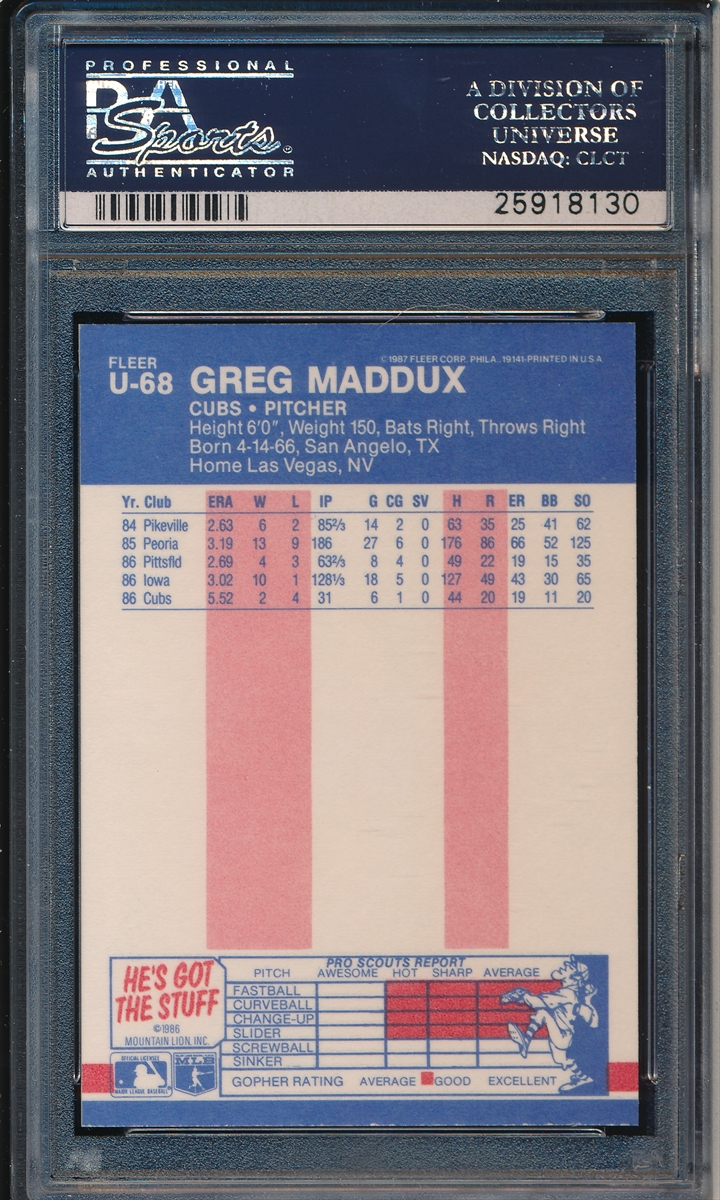 PROFESSIONAL
PSA
Sports
AUTHENTICATOR
A DIVISION OF
COLLECTORS
UNIVERSE
NASDAQ: CLCT
25918130
FLEER
©1987 FLEER CORP. PHILA., 19141-PRINTED IN U.S.A.
U-68 GREG MADDUX
CUBS • PITCHER
Height 6'0", Weight 150, Bats Right, Throws Right
Born 4-14-66, San Angelo, TX
Home Las Vegas, NV
Yr. Club ERA W L IP G CG SV H R ER BB SO
84 Pikeville 2.63 6 2 85⅔ 14 2 0 63 35 25 41 62
85 Peoria 3.19 13 9 186 27 6 0 176 86 66 52 125
86 Pittsfld 2.69 4 3 63⅔ 8 4 0 49 22 19 15 35
86 Iowa 3.02 10 1 128⅓ 18 5 0 127 49 43 30 65
86 Cubs 5.52 2 4 31 6 1 0 44 20 19 11 20
HE'S GOT
THE STUFF
©1986
MOUNTAIN LION, INC.
PRO SCOUTS REPORT
PITCH AWESOME HOT SHARP AVERAGE
FASTBALL
CURVEBALL
CHANGE-UP
SLIDER
SCREWBALL
SINKER
GOPHER RATING AVERAGE GOOD EXCELLENT
OFFICIAL LICENSEE
MAJOR LEAGUE BASEBALL
MLB